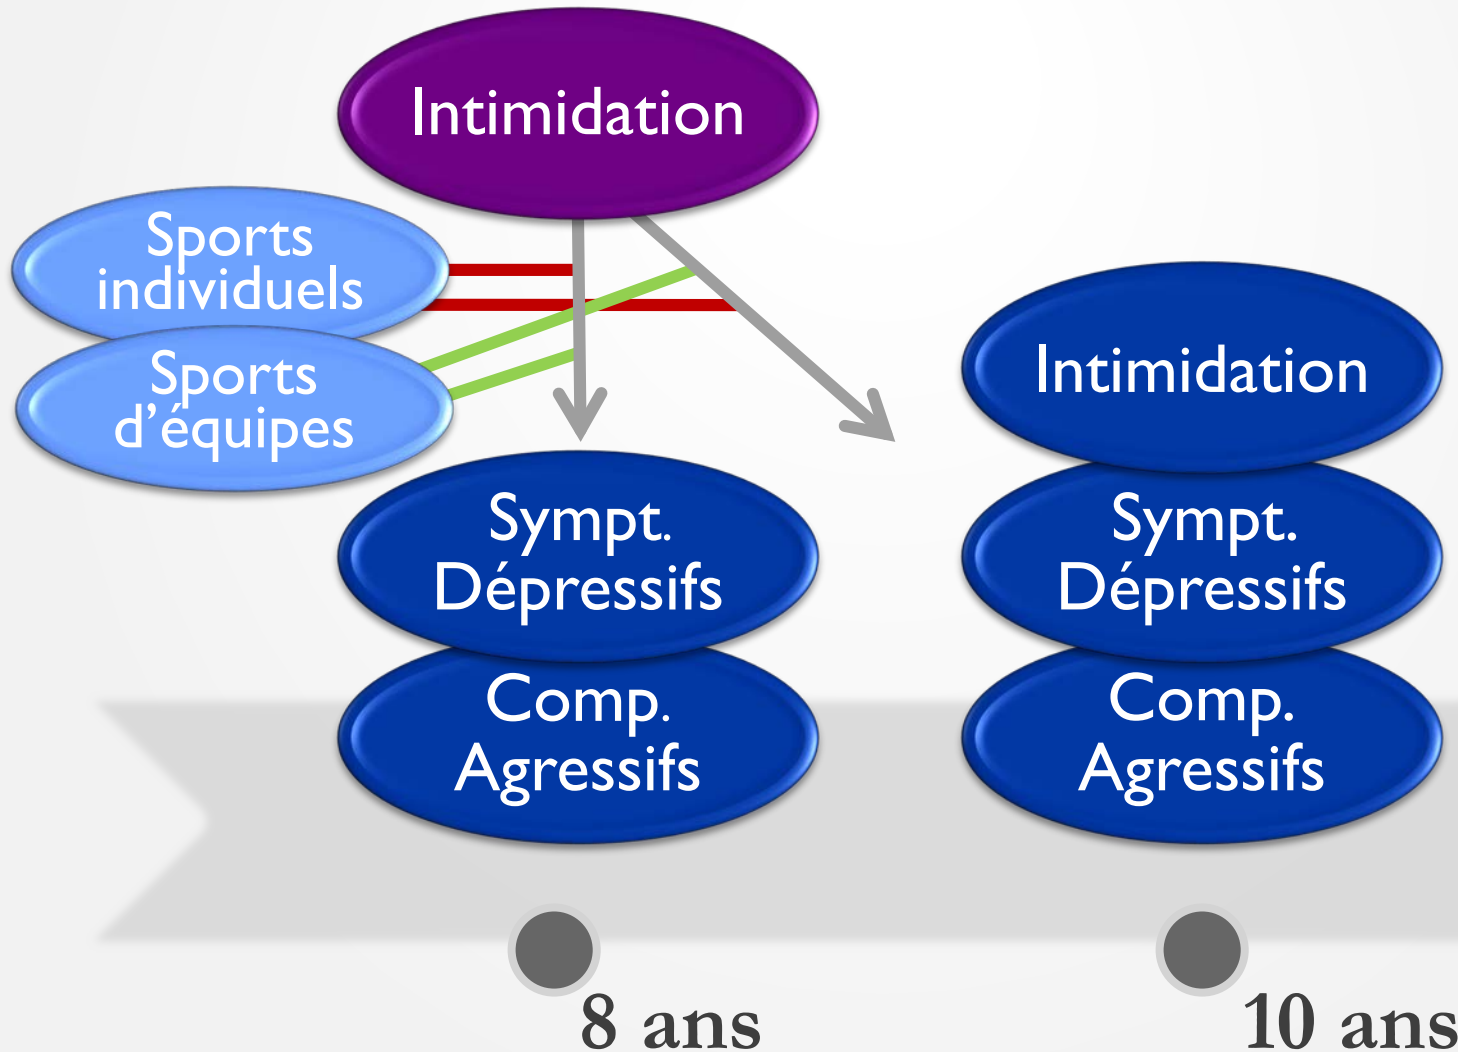 Intimidation
Sports
individuels
Sports
d’équipes
Intimidation
Sympt.
Dépressifs
Sympt.
Dépressifs
Comp.
Agressifs
Comp.
Agressifs
8 ans
10 ans